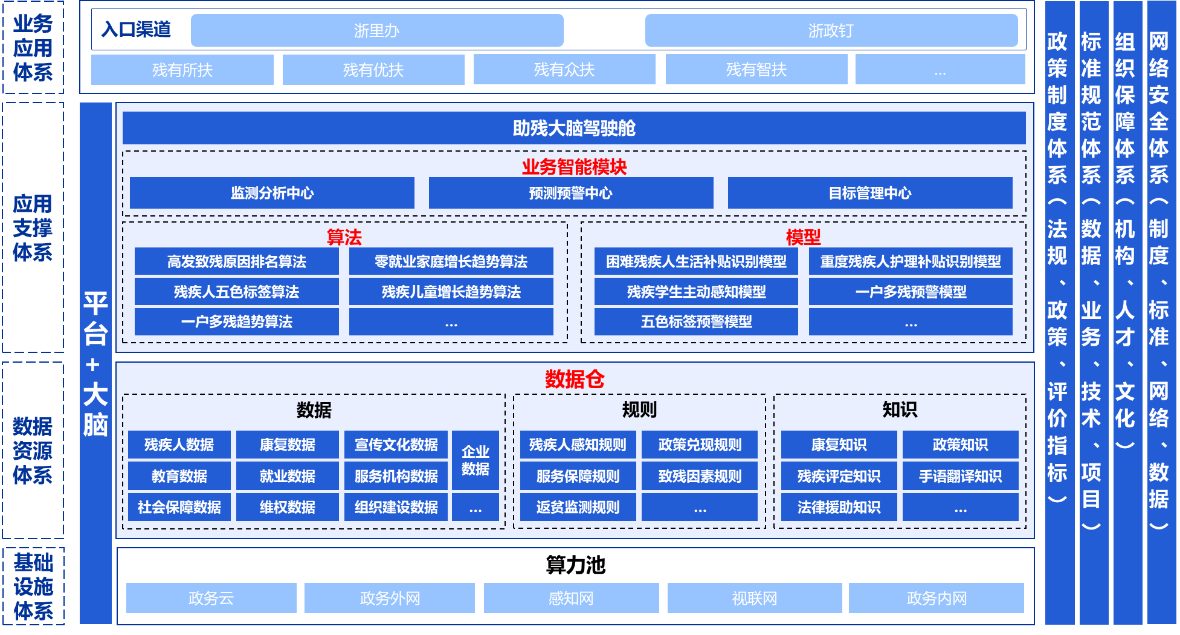 业务
应用
体系
入口渠道
浙里办
浙政钉
残有所扶
残有优扶
残有众扶
残有智扶
...
应用
支撑
体系
平台+大脑
助残大脑驾驶舱
业务智能模块
监测分析中心
预测预警中心
目标管理中心
算法
高发致残原因排名算法
零就业家庭增长趋势算法
残疾人五色标签算法
残疾儿童增长趋势算法
一户多残趋势算法
...
模型
困难残疾人生活补贴识别模型
重度残疾人护理补贴识别模型
残疾学生主动感知模型
一户多残预警模型
五色标签预警模型
...
数据
资源
体系
数据仓
数据
残疾人数据
康复数据
宣传文化数据
企业
数据
教育数据
就业数据
服务机构数据
社会保障数据
维权数据
组织建设数据
...
规则
残疾人感知规则
政策兑现规则
服务保障规则
致残因素规则
返贫监测规则
...
知识
康复知识
政策知识
残疾评定知识
手语翻译知识
法律援助知识
...
基础
设施
体系
算力池
政务云
政务外网
感知网
视联网
政务内网
政策制度体系（法规、政策、评价指标）
标准规范体系（数据、业务、技术、项目）
组织保障体系（机构、人才、文化）
网络安全体系（制度、标准、网络、数据）